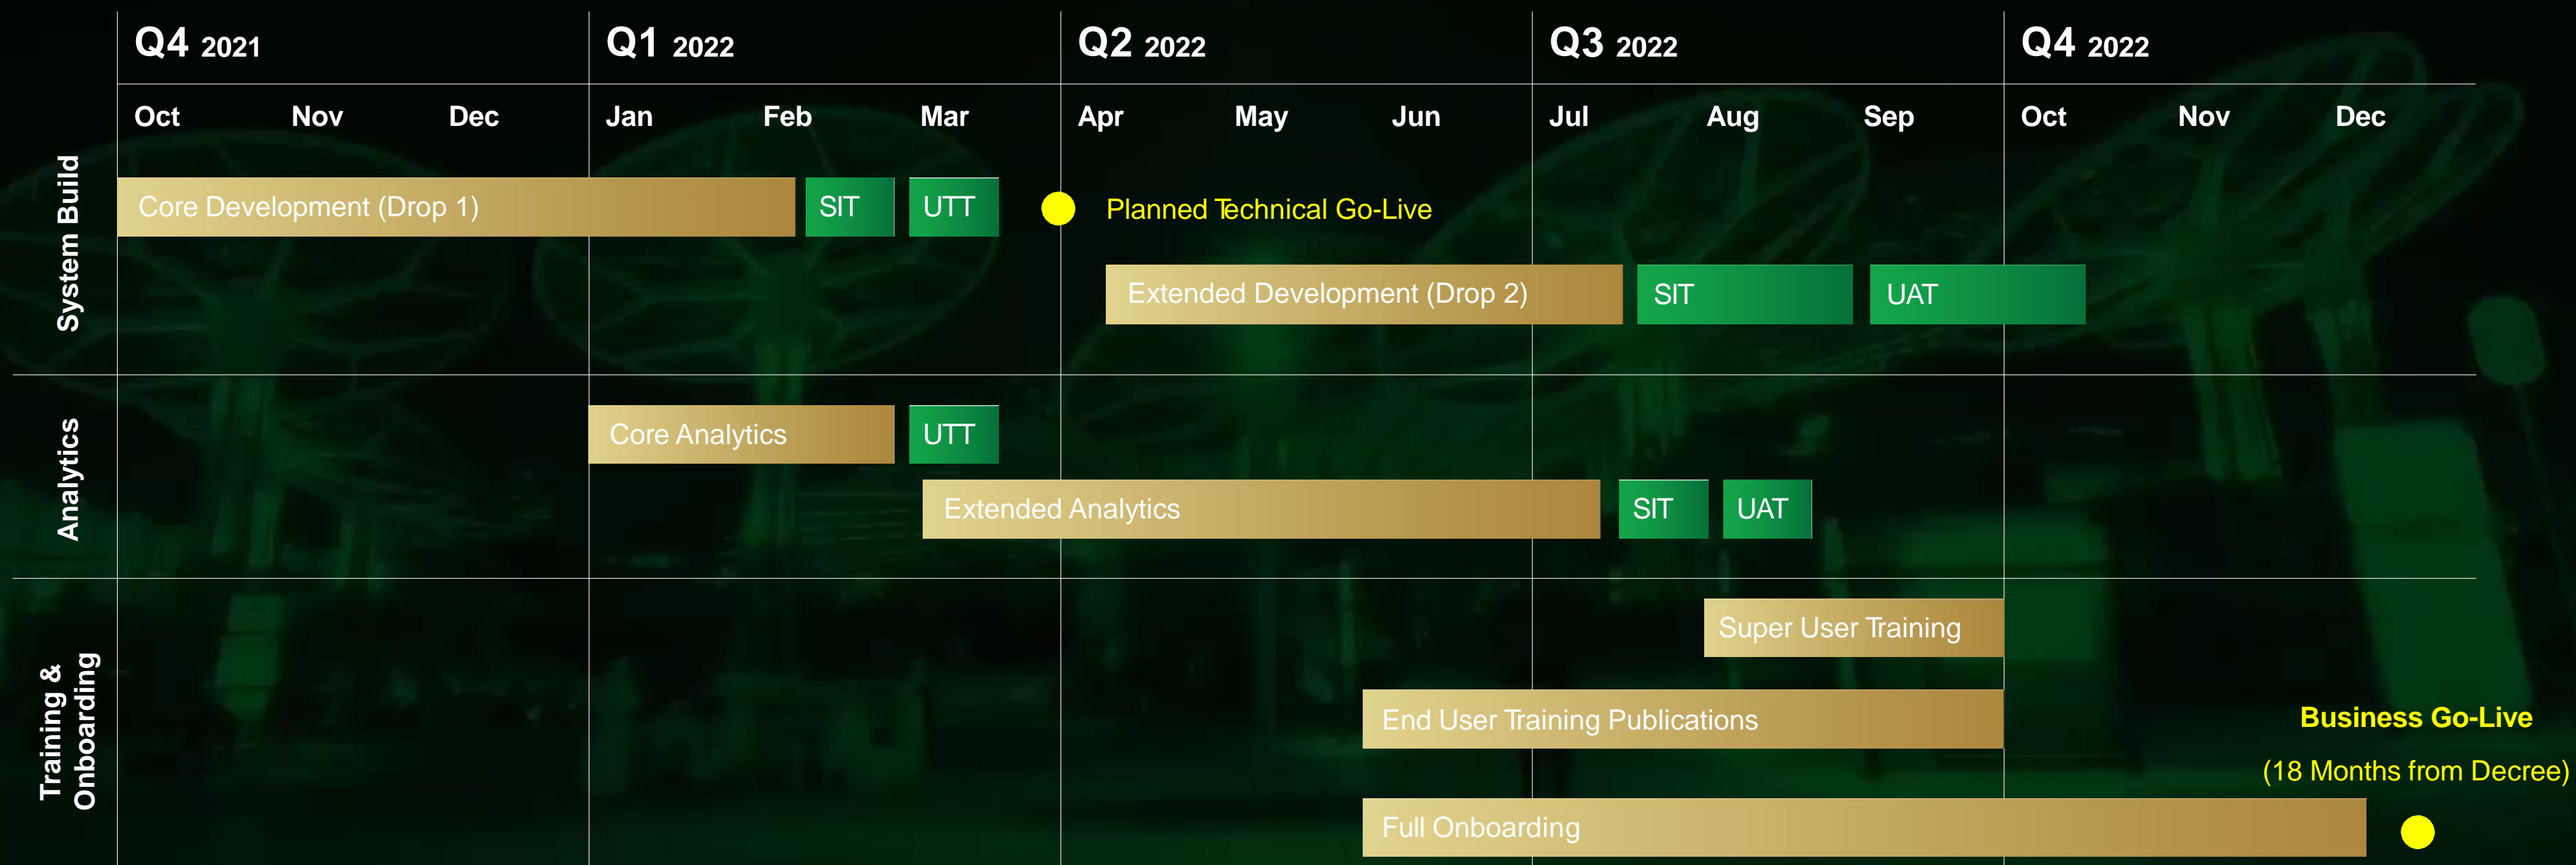 Q4 2021
Q1 2022
Q2 2022
Q3 2022
Q4 2022
Oct
Nov
Dec
Jan
Feb
Mar
Apr
May
Jun
Jul
Aug
Sep
Oct
Nov
Dec
System Build
Core Development (Drop 1)
SIT
UTT
Planned Technical Go-Live
Extended Development (Drop 2)
SIT
UAT
Analytics
Core Analytics
UTT
Extended Analytics
SIT
UAT
Training &
Onboarding
Super User Training
End User Training Publications
Business Go-Live
(18 Months from Decree)
Full Onboarding